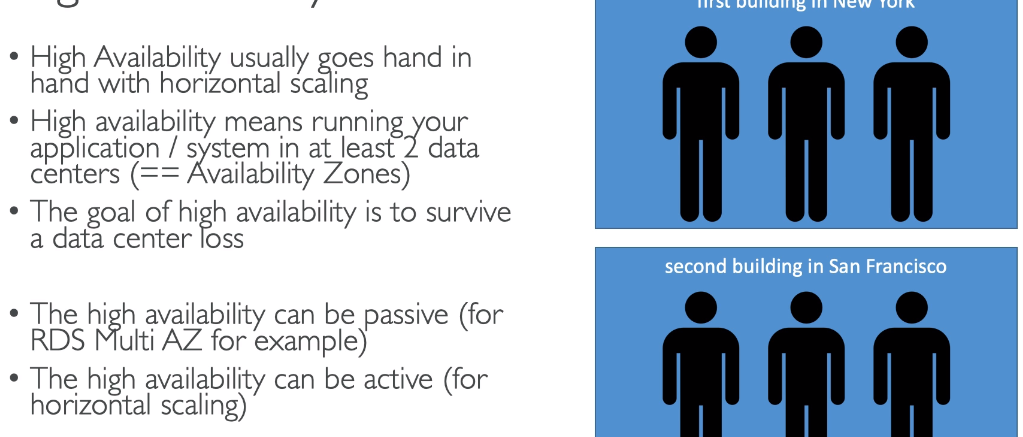 • High Availability usually goes hand in
hand with horizontal scaling
• High availability means running your
application / system in at least 2 data
centers (== Availability Zones)
• The goal of high availability is to survive
a data center loss
• The high availability can be passive (for
RDS Multi AZ for example)
• The high availability can be active (for
horizontal scaling)
first building in New York
second building in San Francisco